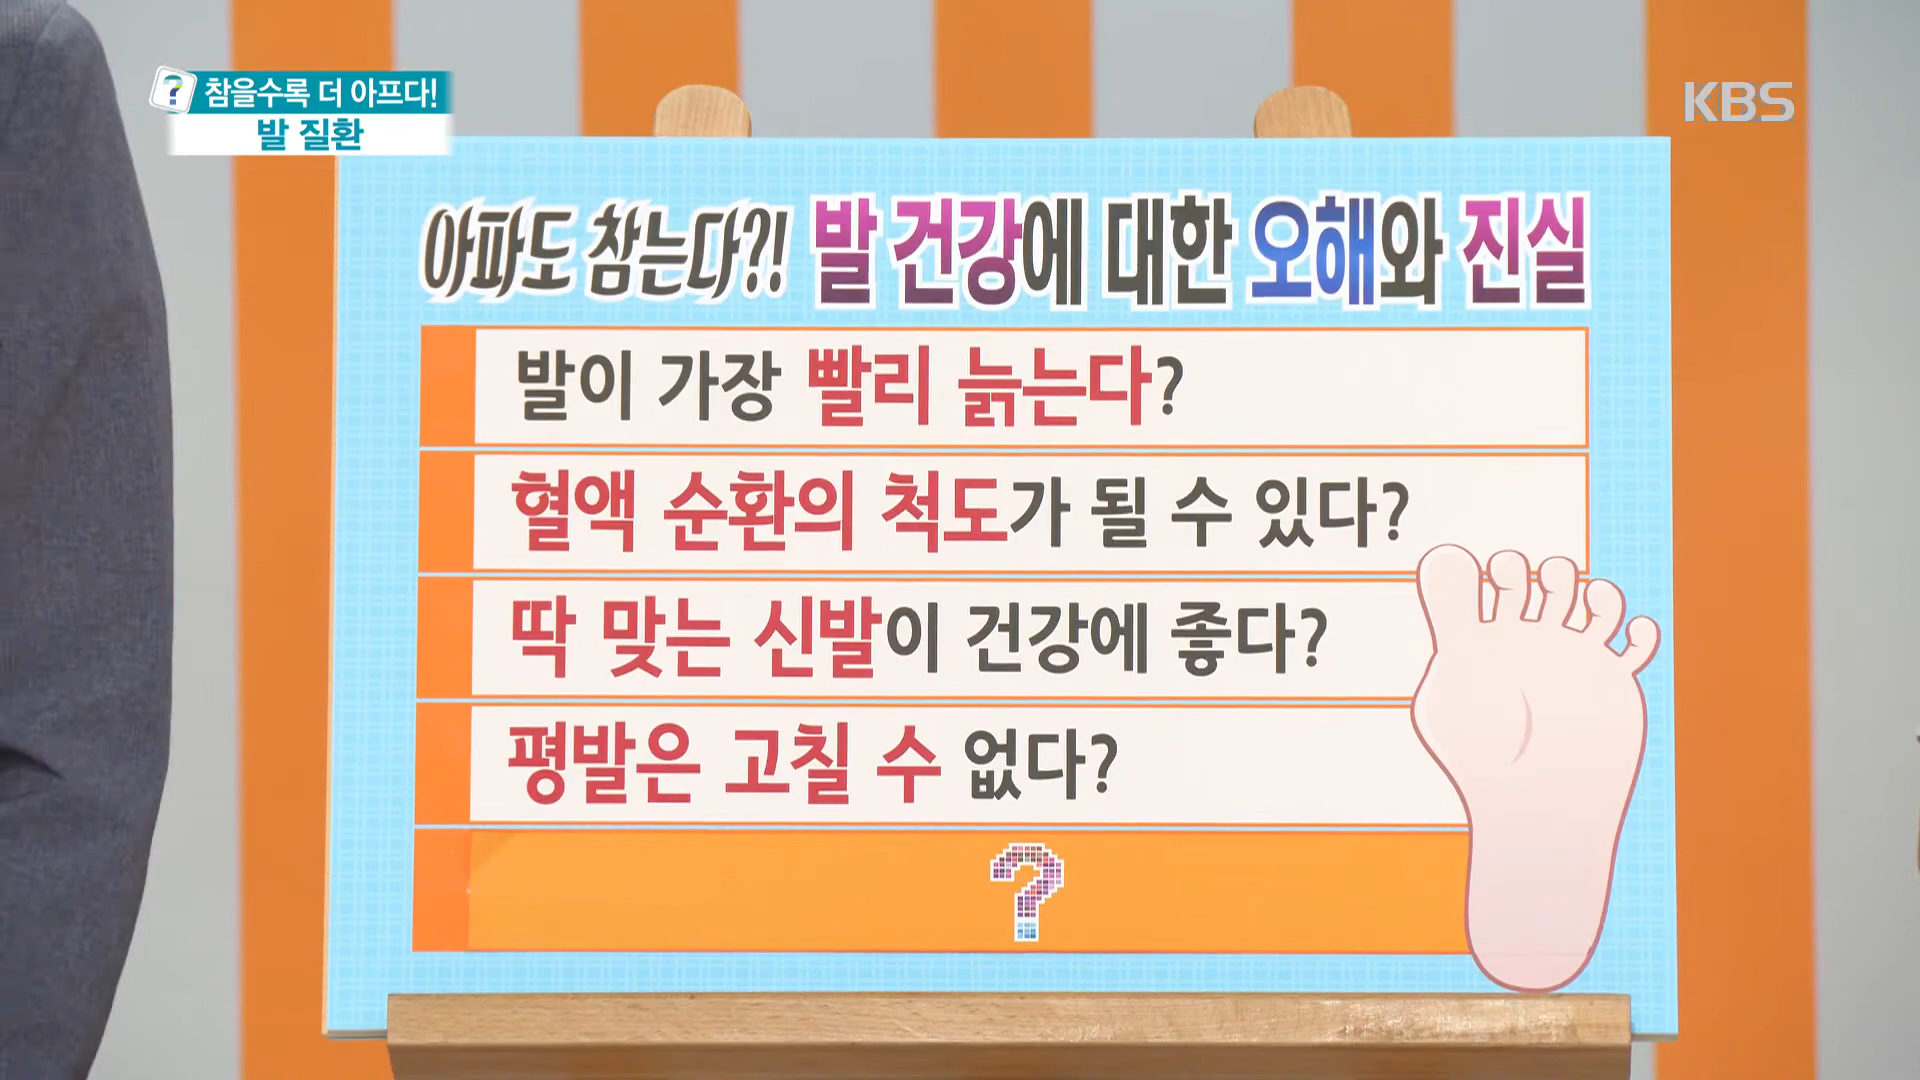 ? 참을수록 더 아프다!
발 질환
KBS
아파도 참는다?! 발 건강에 대한 오해와 진실
발이 가장 빨리 늙는다?
혈액 순환의 척도가 될 수 있다?
딱 맞는 신발이 건강에 좋다?
평발은 고칠 수 없다?
?